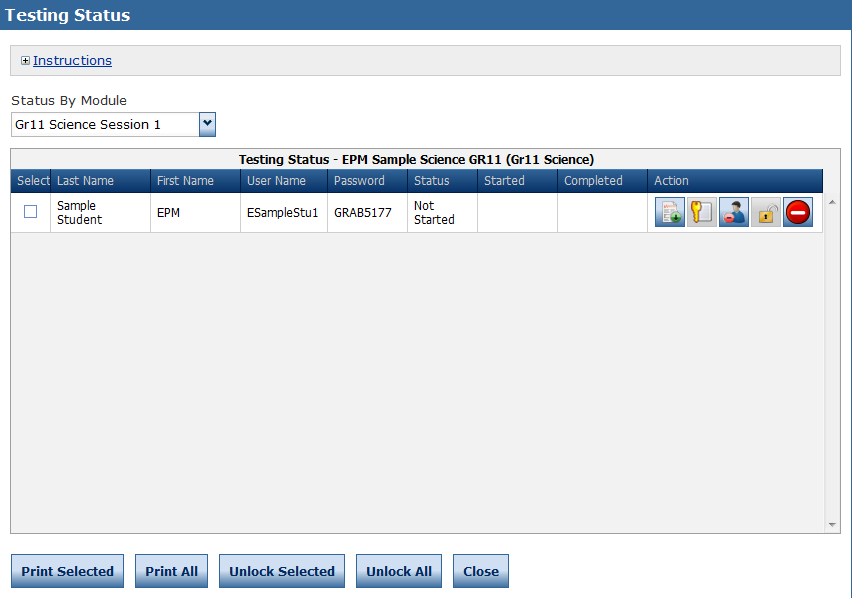 Testing Status
Instructions
Status By Module
Gr11 Science Session 1
Testing Status - EPM Sample Science GR11 (Gr11 Science)
Select Last Name First Name User Name Password Status Started Completed Action
Sample Student EPM ESampleStu1 GRAB5177 Not Started
Print Selected Print All Unlock Selected Unlock All Close